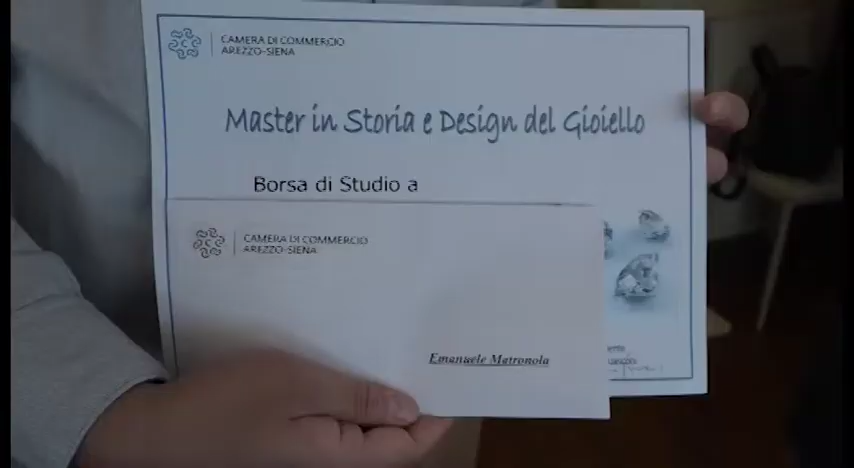 CAMERA DI COMMERCIO
AREZZO-SIENA
Master in Storia e Design del Gioiello
Borsa di Studio a
CAMERA DI COMMERCIO
AREZZO-SIENA
Emanuele Matronola